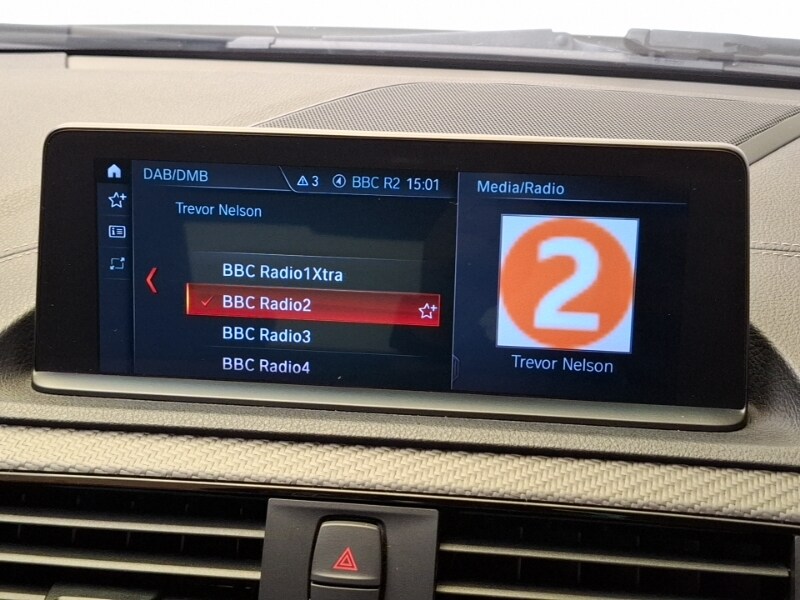 DAB/DMB
3 BBC R2 15:01
Trevor Nelson
BBC Radio1Xtra
BBC Radio2
BBC Radio3
BBC Radio4
Media/Radio
2
Trevor Nelson